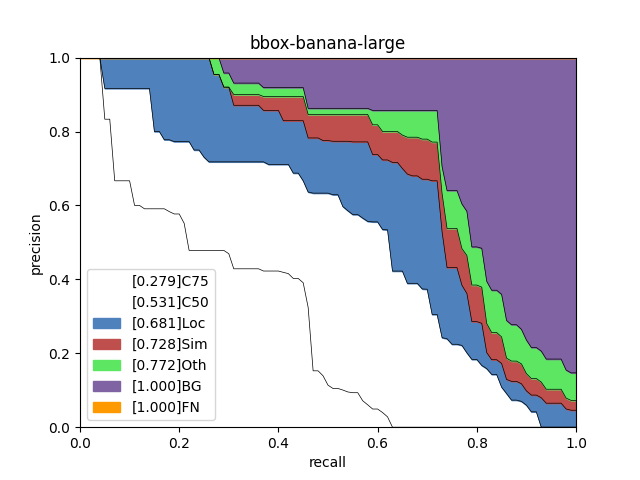 bbox-banana-large
1.0
0.8
0.6
0.4
0.2
0.0
precision
[0.279]C75
[0.531]C50
[0.681]Loc
[0.728]Sim
[0.772]Oth
[1.000]BG
[1.000]FN
0.0 0.2 0.4 0.6 0.8 1.0
recall